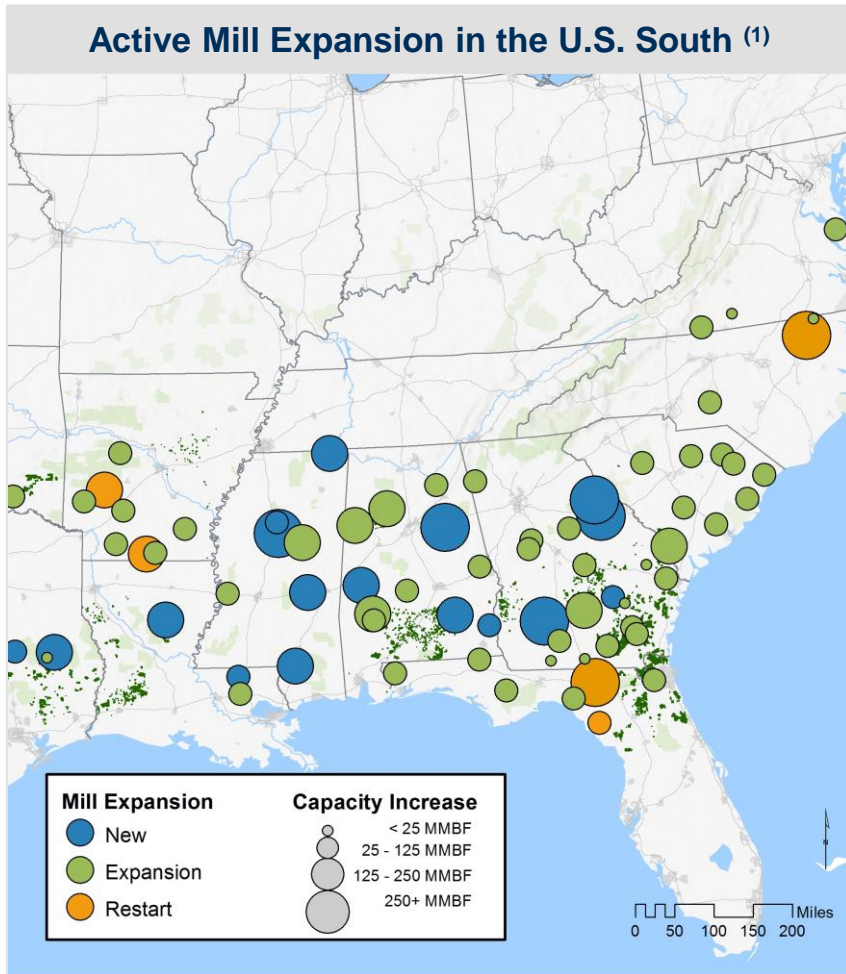 Active Mill Expansion in the U.S. South (1)
Mill Expansion
New
Expansion
Restart
Capacity Increase
< 25 MMBF
25 - 125 MMBF
125 - 250 MMBF
250+ MMBF
N
Miles
0 50 100 150 200